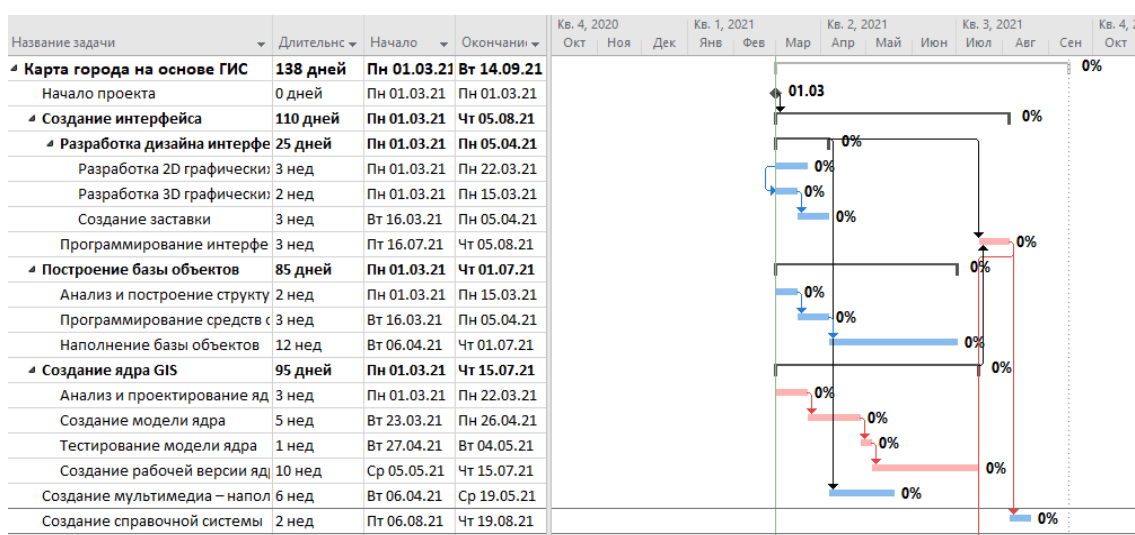 Кв. 4, 2020 Кв. 1, 2021 Кв. 2, 2021 Кв. 3, 2021 Кв. 4,
Название задачи Длительнс Начало Окончани
Окт Ноя Дек Янв Фев Мар Апр Май Июн Июл Авг Сен Окт
Карта города на основе ГИС 138 дней Пн 01.03.21 Вт 14.09.21 0%
Начало проекта 0 дней Пн 01.03.21 Пн 01.03.21 01.03
Создание интерфейса 110 дней Пн 01.03.21 Чт 05.08.21 0%
Разработка дизайна интерфе 25 дней Пн 01.03.21 Пн 05.04.21 0%
Разработка 2D графических 3 нед Пн 01.03.21 Пн 22.03.21 0%
Разработка 3D графических 2 нед Пн 01.03.21 Пн 15.03.21 0%
Создание заставки 3 нед Вт 16.03.21 Пн 05.04.21 0%
Программирование интерфе 3 нед Пт 16.07.21 Чт 05.08.21 0%
Построение базы объектов 85 дней Пн 01.03.21 Чт 01.07.21 0%
Анализ и построение структу 2 нед Пн 01.03.21 Пн 15.03.21 0%
Программирование средств с 3 нед Вт 16.03.21 Пн 05.04.21 0%
Наполнение базы объектов 12 нед Вт 06.04.21 Чт 01.07.21 0%
Создание ядра GIS 95 дней Пн 01.03.21 Чт 15.07.21 0%
Анализ и проектирование яд 3 нед Пн 01.03.21 Пн 22.03.21 0%
Создание модели ядра 5 нед Вт 23.03.21 Пн 26.04.21 0%
Тестирование модели ядра 1 нед Вт 27.04.21 Вт 04.05.21 0%
Создание рабочей версии яд 10 нед Ср 05.05.21 Чт 15.07.21 0%
Создание мультимедиа – напол 6 нед Вт 06.04.21 Ср 19.05.21 0%
Создание справочной системы 2 нед Пт 06.08.21 Чт 19.08.21 0%